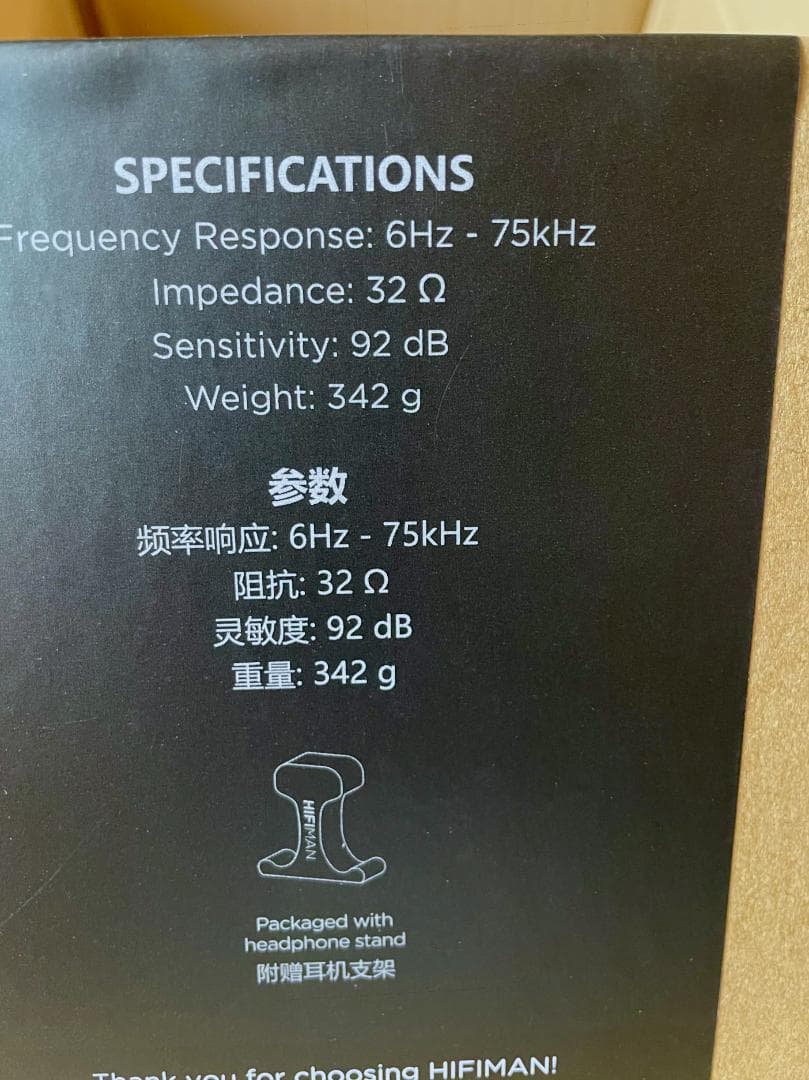 SPECIFICATIONS
Frequency Response: 6Hz - 75kHz
Impedance: 32 Ω
Sensitivity: 92 dB
Weight: 342 g
参数
频率响应: 6Hz - 75kHz
阻抗: 32 Ω
灵敏度: 92 dB
重量: 342 g
HIFIMAN
Packaged with
headphone stand
附赠耳机支架
Thank you for choosing HIFIMAN!